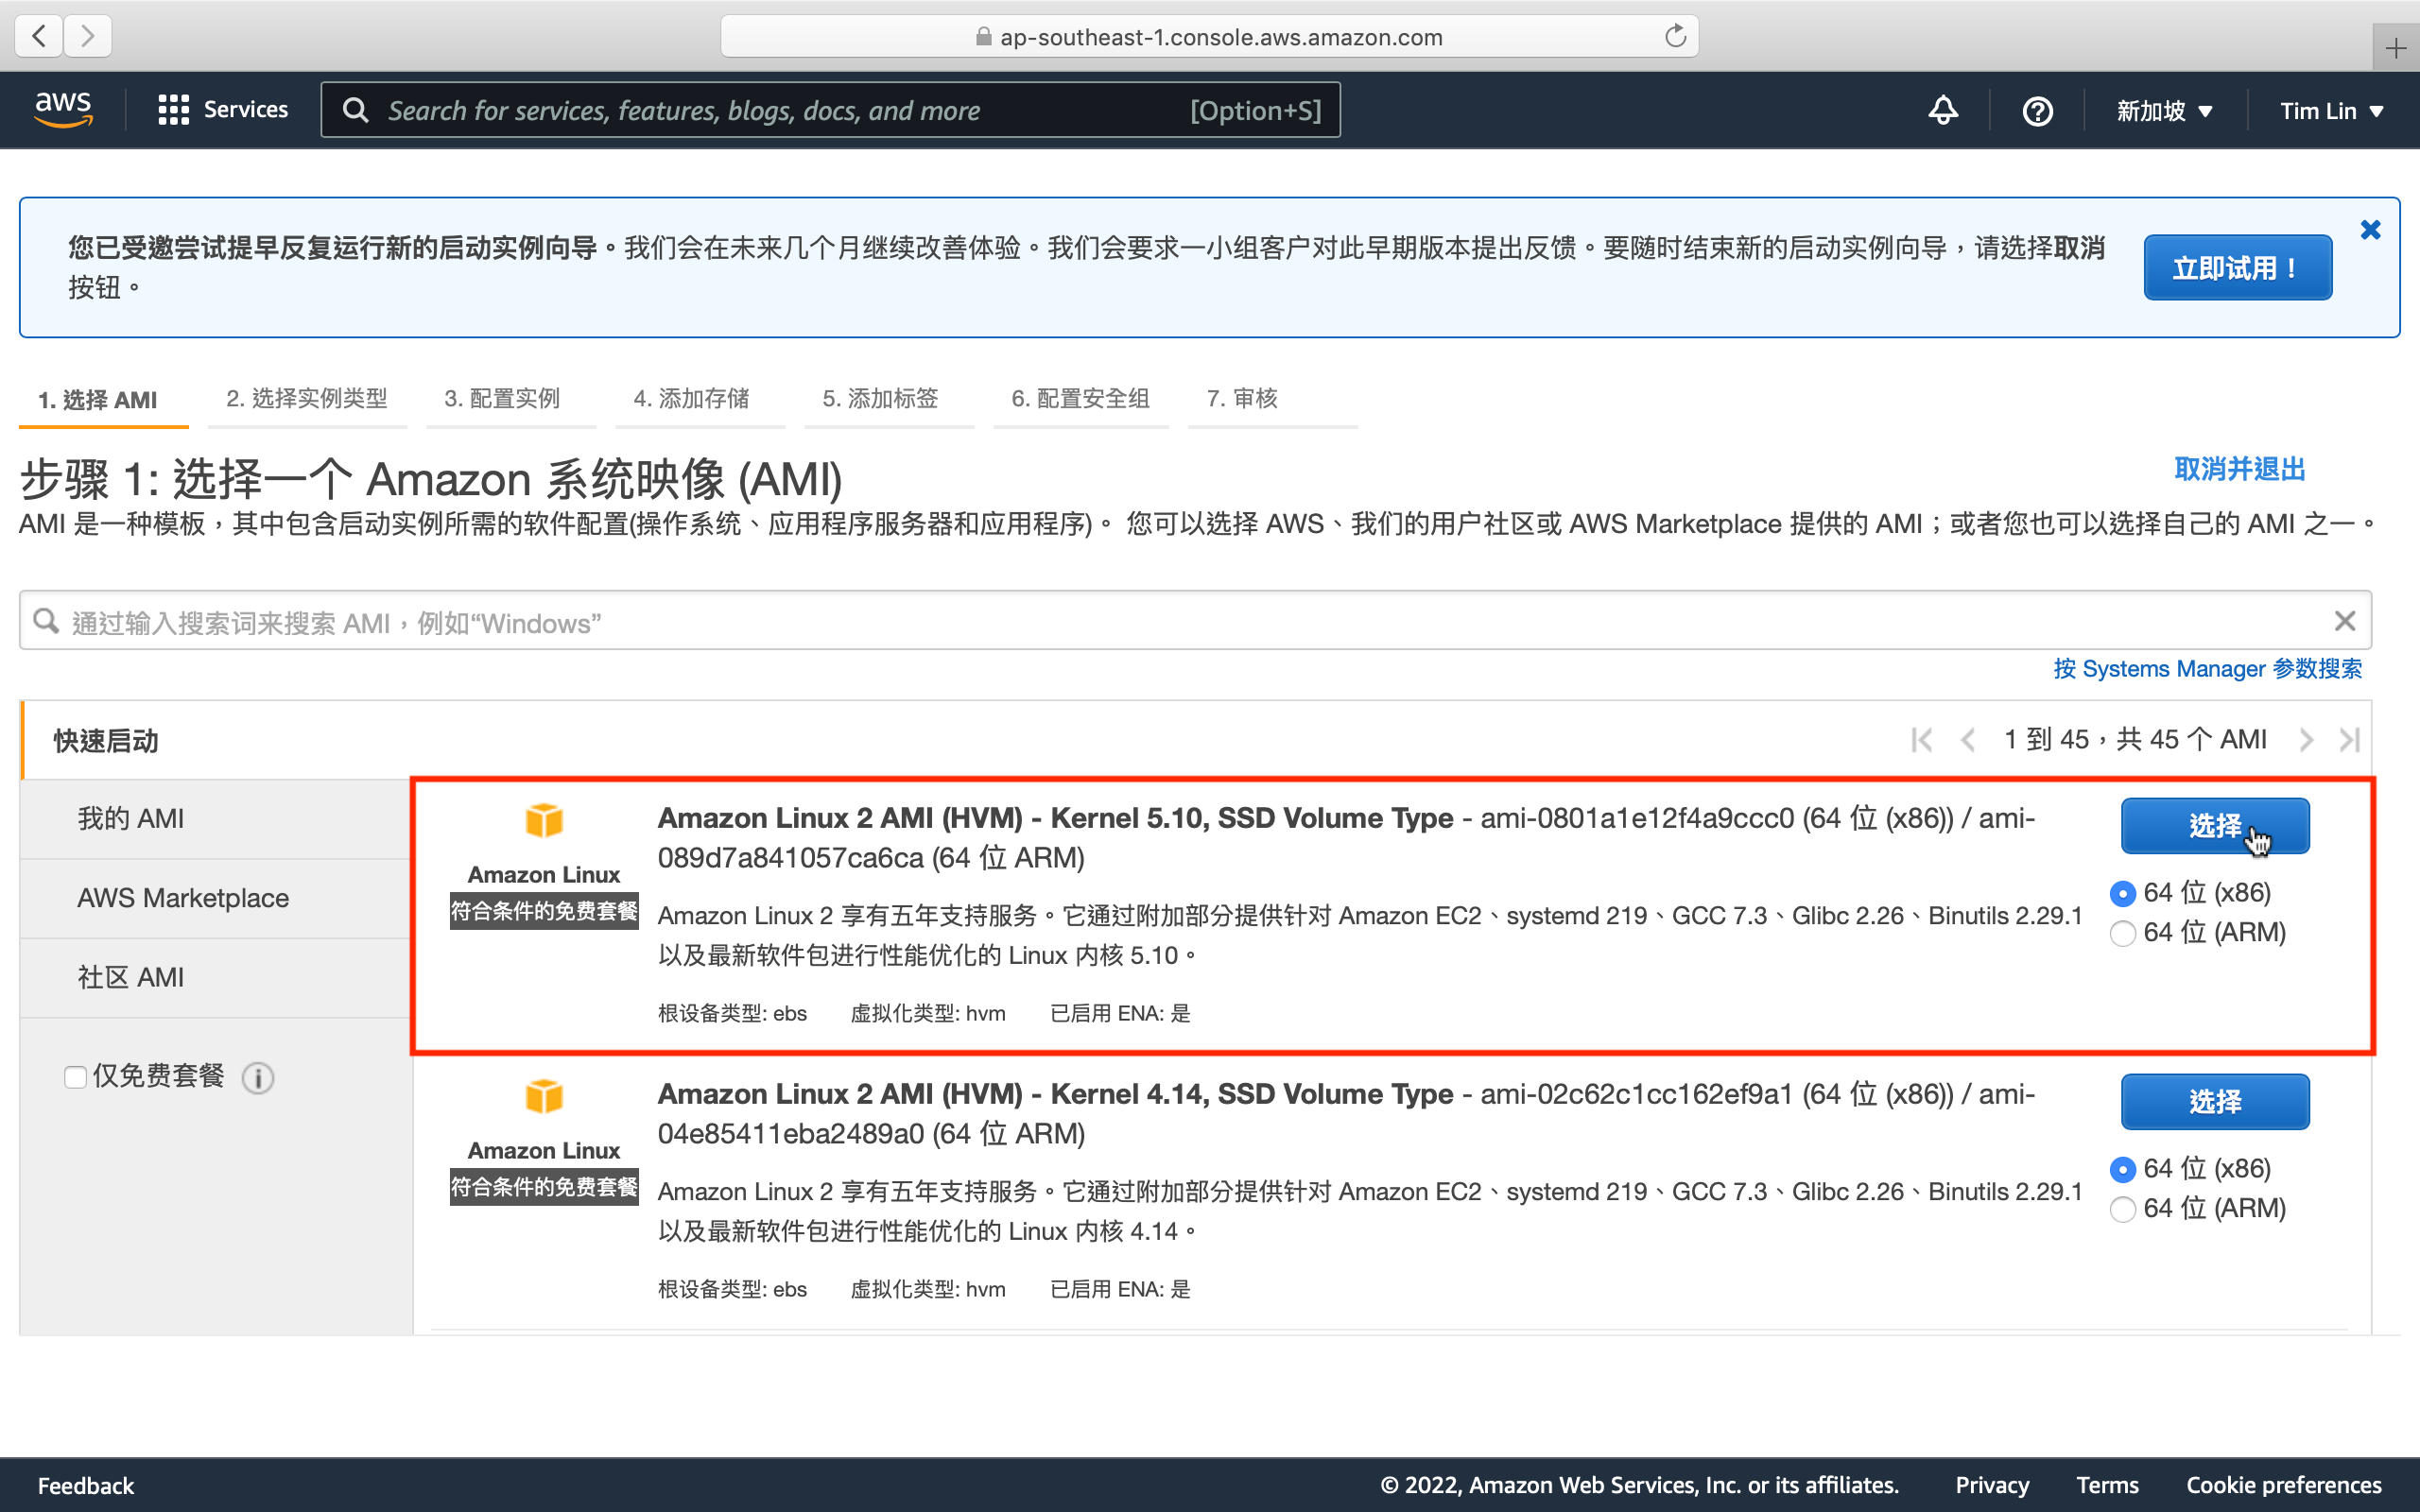 ap-southeast-1.console.aws.amazon.com
aws
Services
Search for services, features, blogs, docs, and more
[Option+S]
新加坡
Tim Lin
您已受邀尝试提早反复运行新的启动实例向导。我们会在未来几个月继续改善体验。我们会要求一小组客户对此早期版本提出反馈。要随时结束新的启动实例向导，请选择取消
按钮。
立即试用！
1. 选择 AMI
2. 选择实例类型
3. 配置实例
4. 添加存储
5. 添加标签
6. 配置安全组
7. 审核
步骤 1: 选择一个 Amazon 系统映像 (AMI)
取消并退出
AMI 是一种模板，其中包含启动实例所需的软件配置(操作系统、应用程序服务器和应用程序)。 您可以选择 AWS、我们的用户社区或 AWS Marketplace 提供的 AMI；或者您也可以选择自己的 AMI 之一。
通过输入搜索词来搜索 AMI，例如“Windows”
按 Systems Manager 参数搜索
快速启动
1 到 45，共 45 个 AMI
我的 AMI
AWS Marketplace
社区 AMI
仅免费套餐
Amazon Linux
符合条件的免费套餐
Amazon Linux 2 AMI (HVM) - Kernel 5.10, SSD Volume Type - ami-0801a1e12f4a9ccc0 (64 位 (x86)) / ami-
089d7a841057ca6ca (64 位 ARM)
Amazon Linux 2 享有五年支持服务。它通过附加部分提供针对 Amazon EC2、systemd 219、GCC 7.3、Glibc 2.26、Binutils 2.29.1
以及最新软件包进行性能优化的 Linux 内核 5.10。
根设备类型: ebs 虚拟化类型: hvm 已启用 ENA: 是
选择
64 位 (x86)
64 位 (ARM)
Amazon Linux
符合条件的免费套餐
Amazon Linux 2 AMI (HVM) - Kernel 4.14, SSD Volume Type - ami-02c62c1cc162ef9a1 (64 位 (x86)) / ami-
04e85411eba2489a0 (64 位 ARM)
Amazon Linux 2 享有五年支持服务。它通过附加部分提供针对 Amazon EC2、systemd 219、GCC 7.3、Glibc 2.26、Binutils 2.29.1
以及最新软件包进行性能优化的 Linux 内核 4.14。
根设备类型: ebs 虚拟化类型: hvm 已启用 ENA: 是
选择
64 位 (x86)
64 位 (ARM)
Feedback
© 2022, Amazon Web Services, Inc. or its affiliates.
Privacy
Terms
Cookie preferences